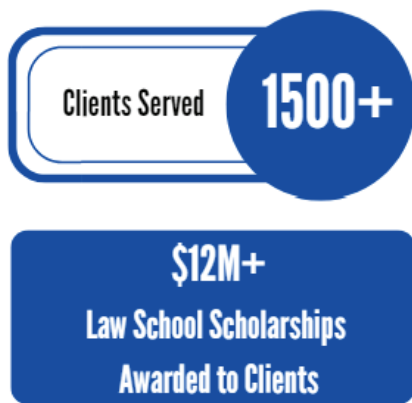 Clients Served 1500+
$12M+
Law School Scholarships
Awarded to Clients